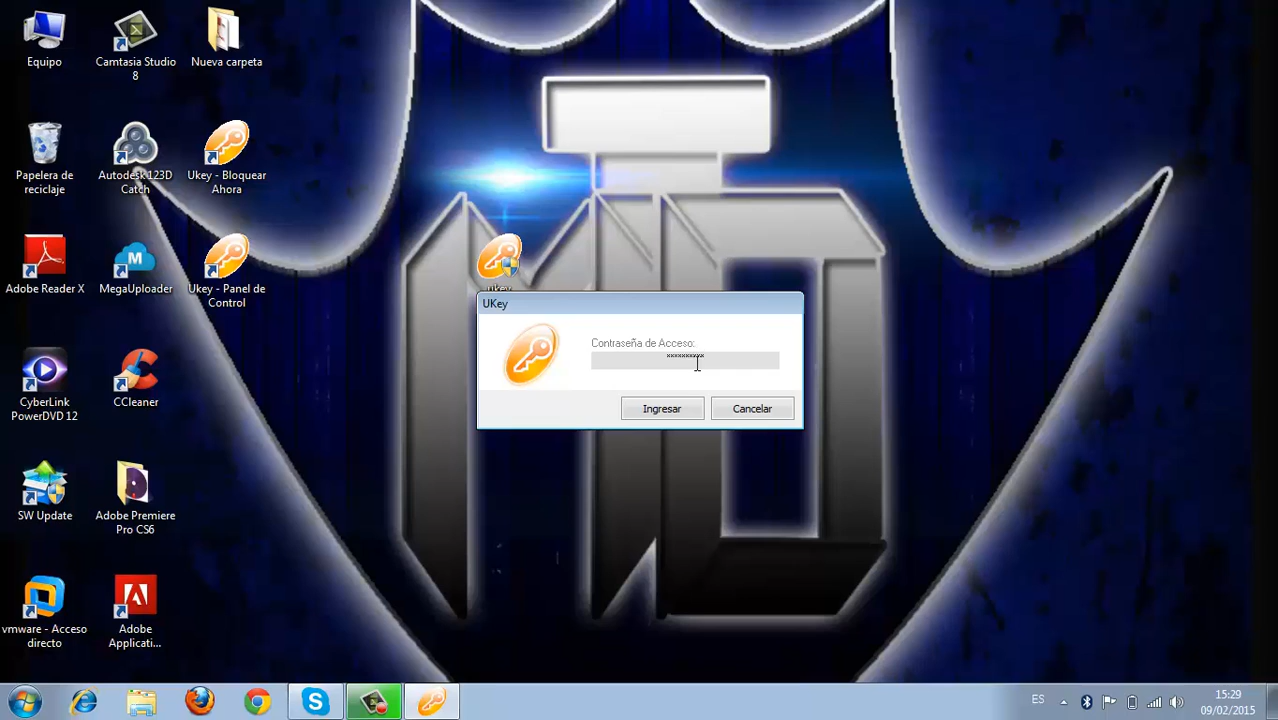 Equipo
Camtasia Studio
8
Nueva carpeta
Papelera de
reciclaje
Autodesk 123D
Catch
Ukey - Bloquear
Ahora
Adobe Reader X
MegaUploader
Ukey - Panel de
Control
ukey
CyberLink
PowerDVD 12
CCleaner
SW Update
Adobe Premiere
Pro CS6
vmware - Acceso
directo
Adobe
Applicati...
UKey
Contraseña de Acceso:
**********
Ingresar
Cancelar
ES
15:29
09/02/2015